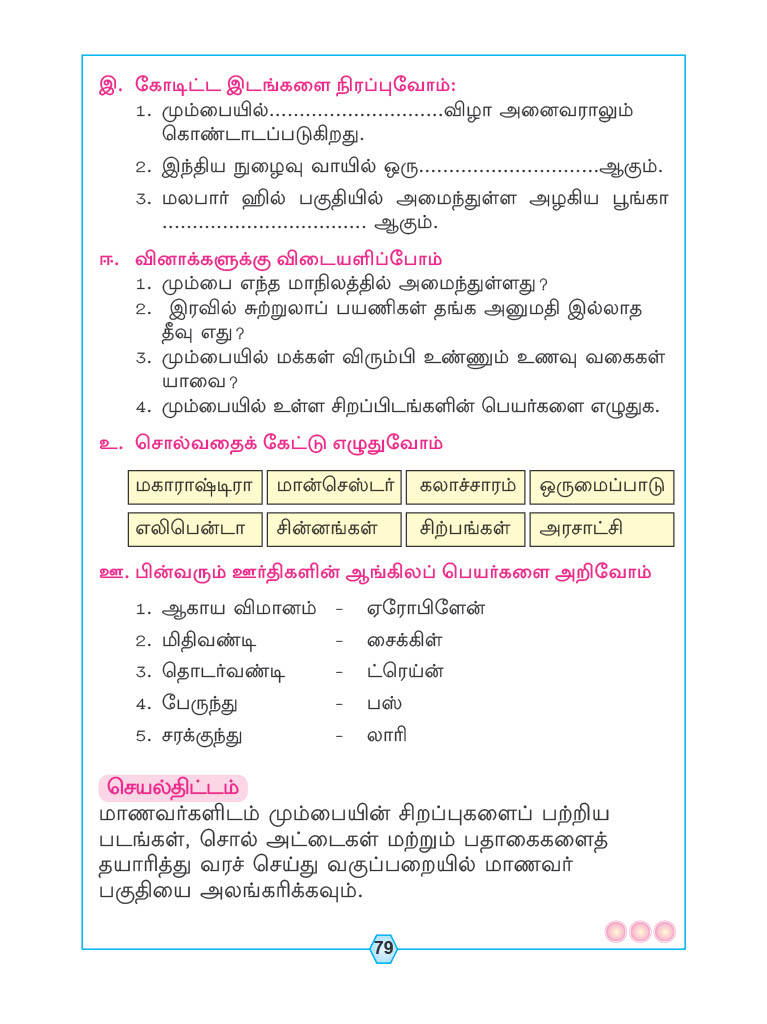 இ. கோடிட்ட இடங்களை நிரப்புவோம்:
1. மும்பையில்.............................விழா அனைவராலும்
கொண்டாடப்படுகிறது.
2. இந்திய நுழைவு வாயில் ஒரு..............................ஆகும்.
3. மலபார் ஹில் பகுதியில் அமைந்துள்ள அழகிய பூங்கா
.................................. ஆகும்.
ஈ. வினாக்களுக்கு விடையளிப்போம்
1. மும்பை எந்த மாநிலத்தில் அமைந்துள்ளது?
2. இரவில் சுற்றுலாப் பயணிகள் தங்க அனுமதி இல்லாத
தீவு எது?
3. மும்பையில் மக்கள் விரும்பி உண்ணும் உணவு வகைகள்
யாவை?
4. மும்பையில் உள்ள சிறப்பிடங்களின் பெயர்களை எழுதுக.
உ. சொல்வதைக் கேட்டு எழுதுவோம்
மகாராஷ்டிரா மான்செஸ்டர் கலாச்சாரம் ஒருமைப்பாடு
எலிபென்டா சின்னங்கள் சிற்பங்கள் அரசாட்சி
ஊ. பின்வரும் ஊர்திகளின் ஆங்கிலப் பெயர்களை அறிவோம்
1. ஆகாய விமானம் - ஏரோபிளேன்
2. மிதிவண்டி - சைக்கிள்
3. தொடர்வண்டி - ட்ரெய்ன்
4. பேருந்து - பஸ்
5. சரக்குந்து - லாரி
செயல்திட்டம்
மாணவர்களிடம் மும்பையின் சிறப்புகளைப் பற்றிய
படங்கள், சொல் அட்டைகள் மற்றும் பதாகைகளைத்
தயாரித்து வரச் செய்து வகுப்பறையில் மாணவர்
பகுதியை அலங்கரிக்கவும்.
79